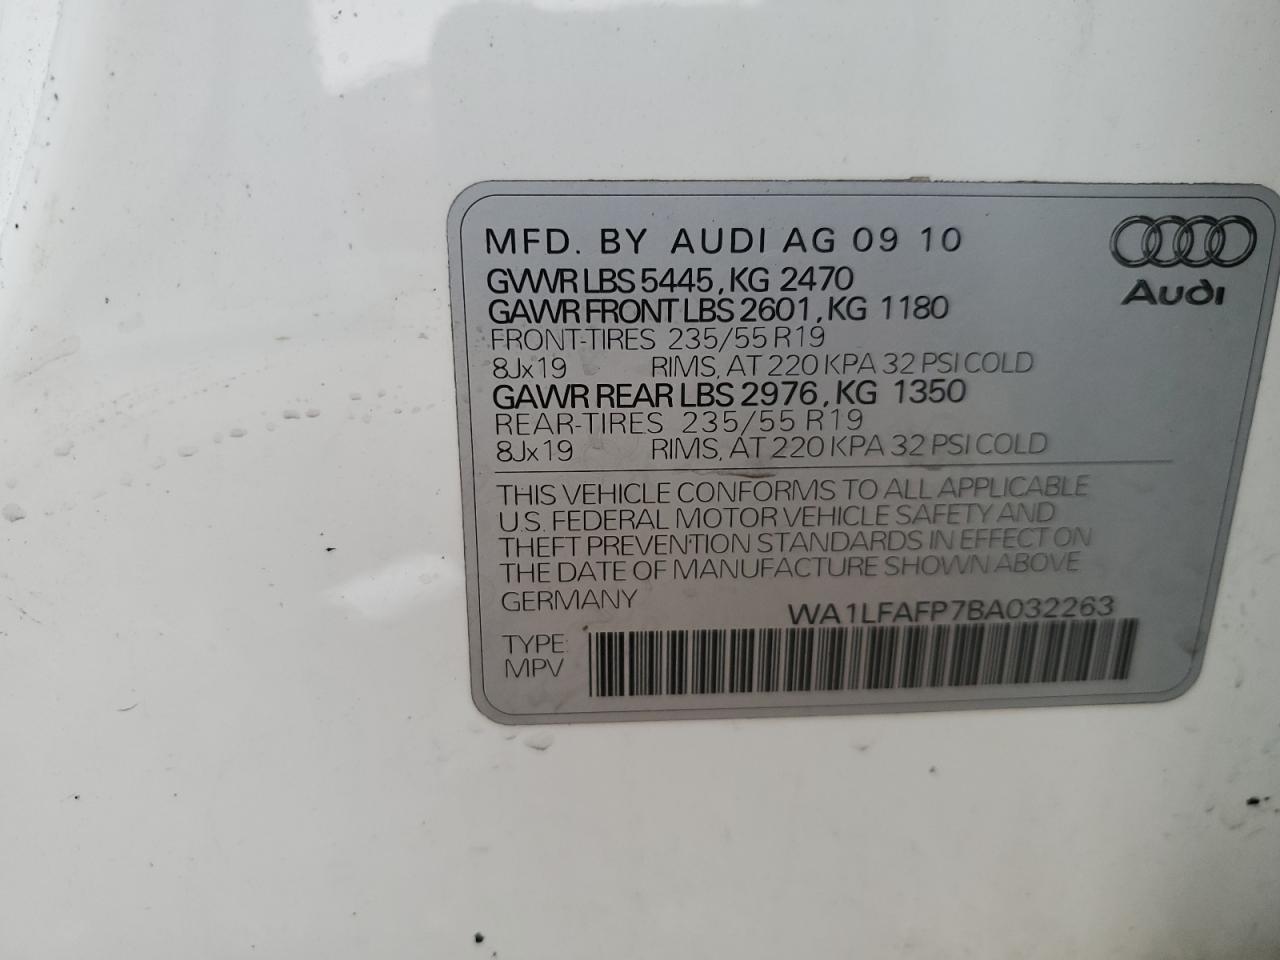 MFD. BY AUDI AG 09 10
GVWR LBS 5445, KG 2470
GAWR FRONT LBS 2601, KG 1180
FRONT-TIRES 235/55 R19
8Jx19 RIMS, AT 220 KPA 32 PSI COLD
GAWR REAR LBS 2976, KG 1350
REAR-TIRES 235/55 R19
8Jx19 RIMS, AT 220 KPA 32 PSI COLD
Audi
THIS VEHICLE CONFORMS TO ALL APPLICABLE
U.S. FEDERAL MOTOR VEHICLE SAFETY AND
THEFT PREVENTION STANDARDS IN EFFECT ON
THE DATE OF MANUFACTURE SHOWN ABOVE
GERMANY WA1LFAFP7BA032263
TYPE:
MPV